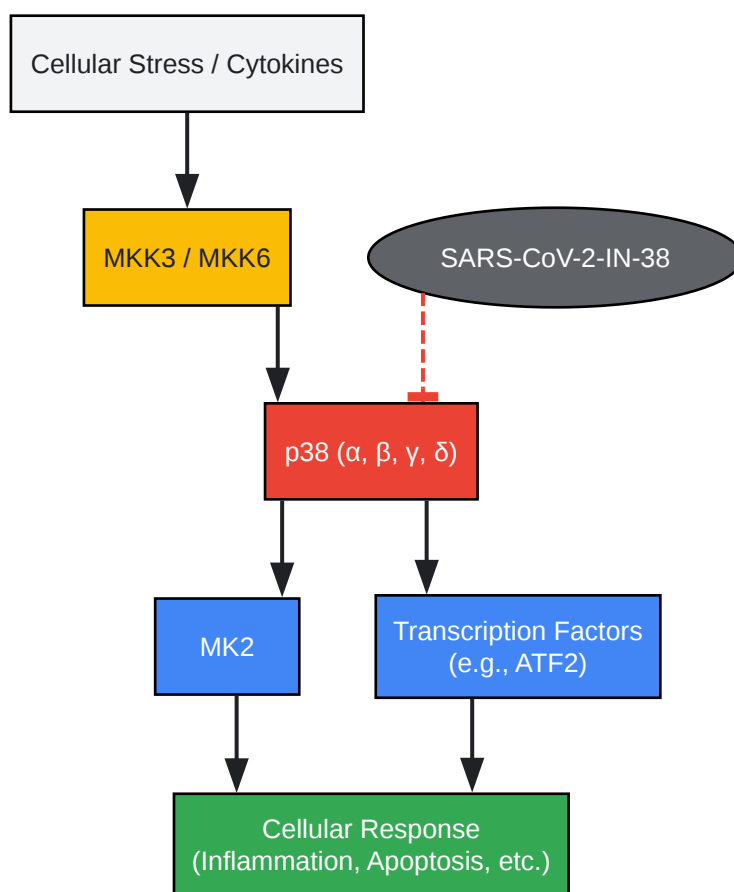 Cellular Stress / Cytokines
MKK3 / MKK6
SARS-CoV-2-IN-38
p38 (α, β, γ, δ)
MK2
Transcription Factors
(e.g., ATF2)
Cellular Response
(Inflammation, Apoptosis, etc.)